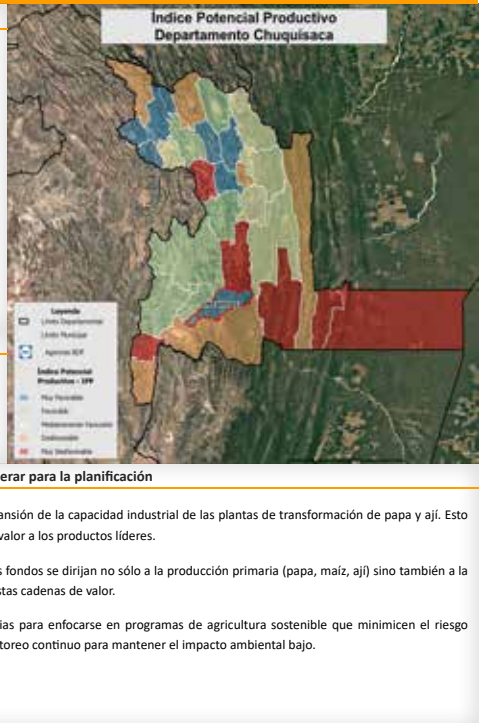 Índice Potencial Productivo
Departamento Chuquisaca
Leyenda
Límite Departamental
Límite Municipal
Agencias BDP
Índice Potencial
Productivo - IPP
Muy Favorable
Favorable
Medianamente Favorable
Desfavorable
Muy Desfavorable
erar para la planificación
ansión de la capacidad industrial de las plantas de transformación de papa y ají. Esto
valor a los productos líderes.
s fondos se dirijan no sólo a la producción primaria (papa, maíz, ají) sino también a la
stas cadenas de valor.
ias para enfocarse en programas de agricultura sostenible que minimicen el riesgo
toreo continuo para mantener el impacto ambiental bajo.